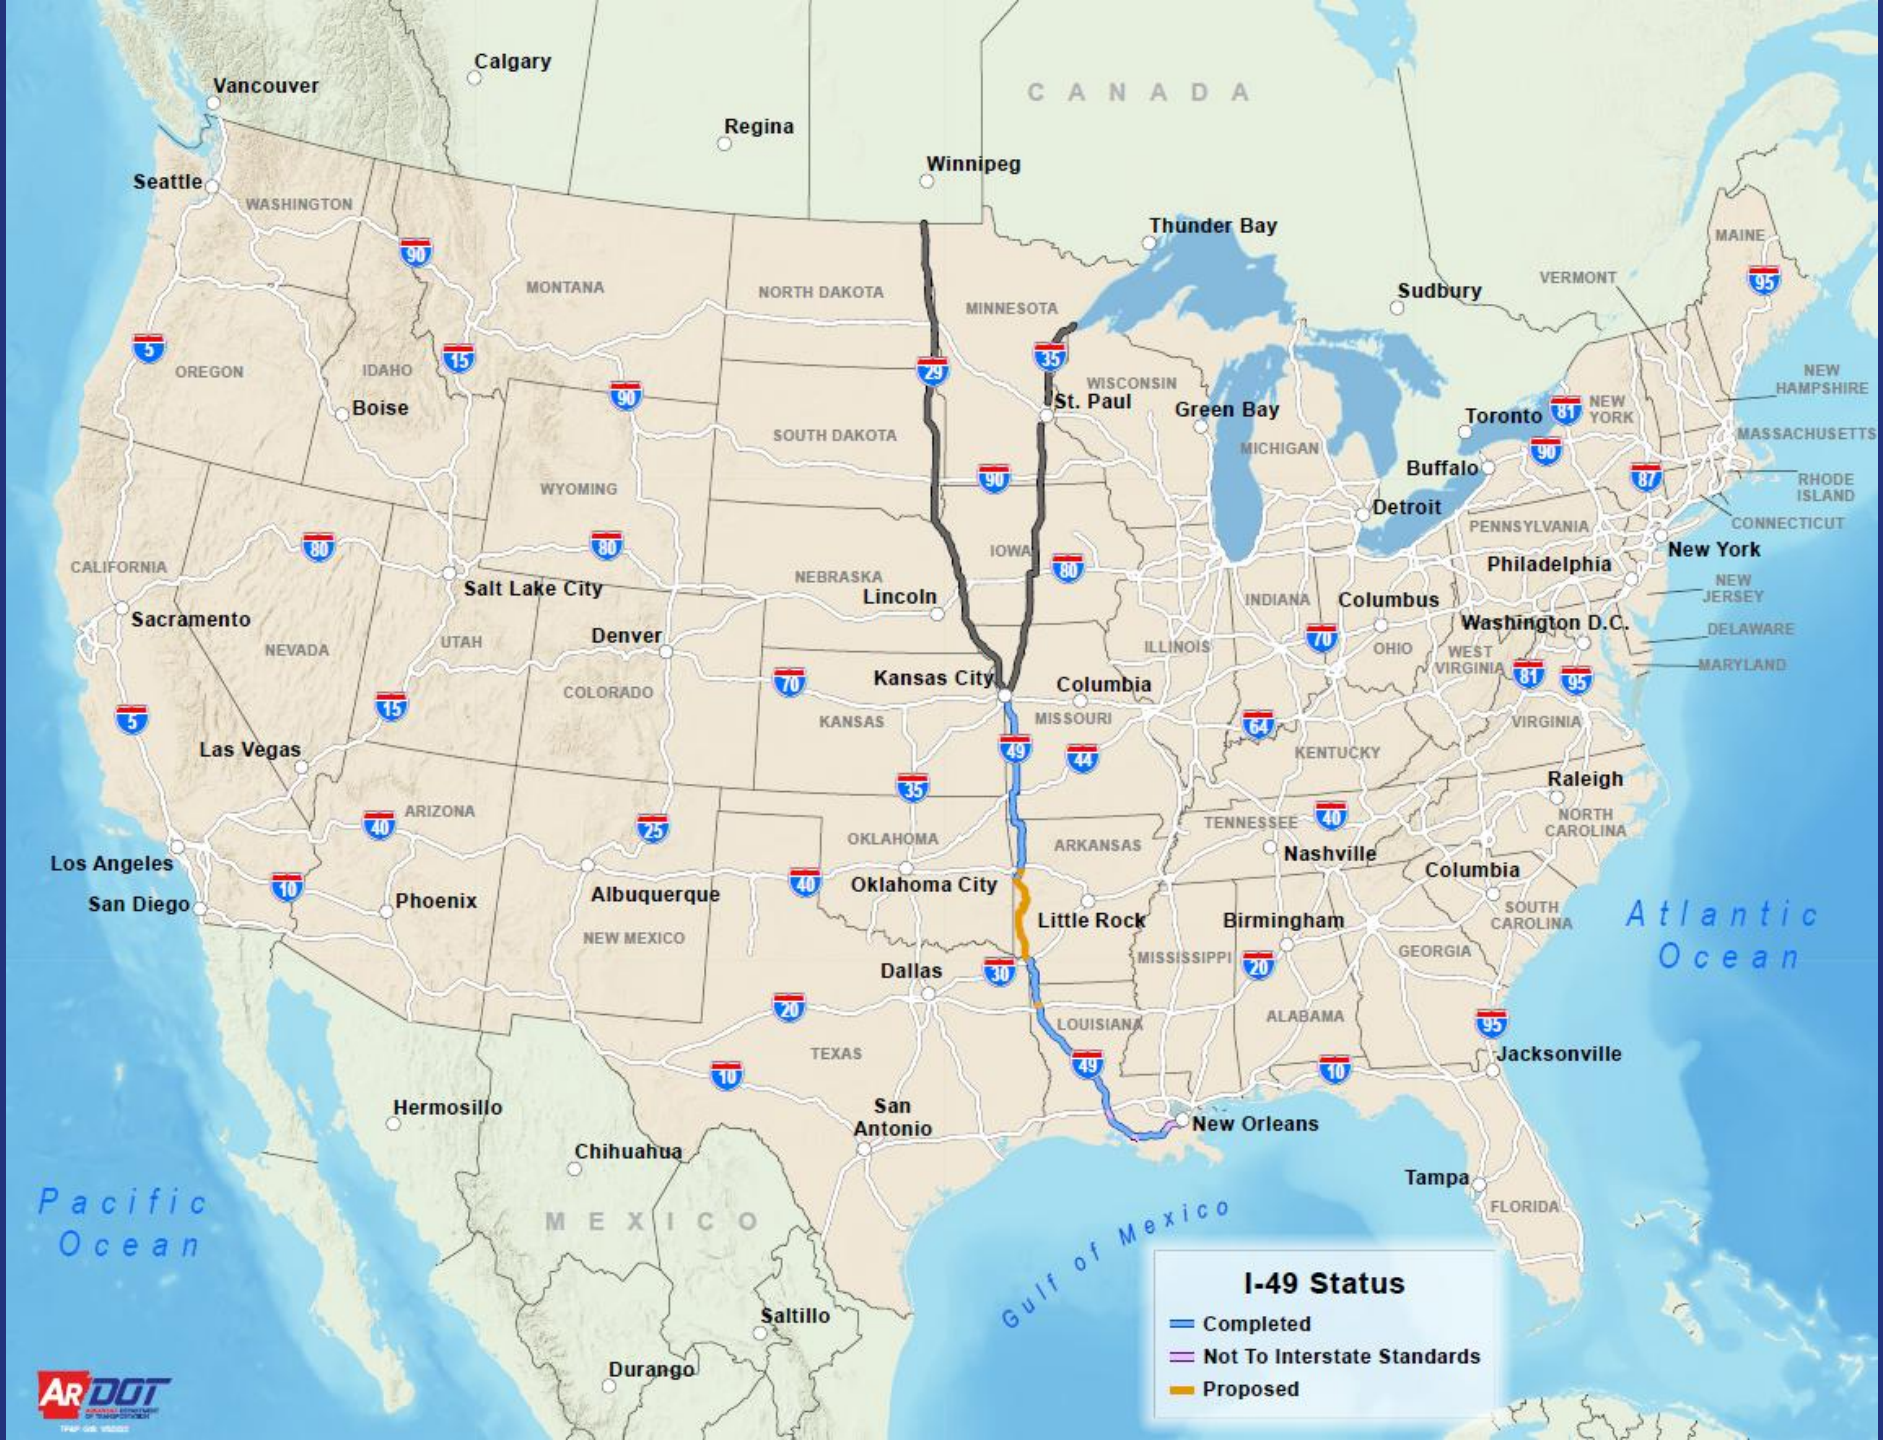 Calgary
Vancouver
CANADA
Regina
Winnipeg
Seattle
WASHINGTON
Thunder Bay
MAINE
90
MONTANA
NORTH DAKOTA
MINNESOTA
Sudbury
VERMONT
95
5
OREGON
IDAHO
15
90
29
35
WISCONSIN
St. Paul
Green Bay
Toronto
81
NEW
YORK
NEW
HAMPSHIRE
Boise
SOUTH DAKOTA
MICHIGAN
Buffalo
90
MASSACHUSETTS
WYOMING
90
Detroit
87
RHODE
ISLAND
PENNSYLVANIA
CONNECTICUT
80
80
IOWA
80
New York
CALIFORNIA
Salt Lake City
NEBRASKA
Lincoln
Philadelphia
NEW
JERSEY
Sacramento
INDIANA
Columbus
NEVADA
UTAH
Denver
ILLINOIS
70
OHIO
Washington D.C.
DELAWARE
WEST
VIRGINIA
81
95
MARYLAND
COLORADO
70
Kansas City
Columbia
5
15
KANSAS
MISSOURI
64
VIRGINIA
Las Vegas
49
44
KENTUCKY
35
Raleigh
40
ARIZONA
25
OKLAHOMA
ARKANSAS
TENNESSEE
40
NORTH
CAROLINA
Los Angeles
10
Albuquerque
40
Oklahoma City
Nashville
Columbia
San Diego
Phoenix
Little Rock
Birmingham
SOUTH
CAROLINA
Atlantic
Ocean
NEW MEXICO
Dallas
30
MISSISSIPPI
20
GEORGIA
20
LOUISIANA
ALABAMA
95
TEXAS
49
10
Jacksonville
10
Hermosillo
San
Antonio
New Orleans
Chihuahua
Tampa
Pacific
Ocean
MEXICO
Gulf of Mexico
FLORIDA
I-49 Status
Completed
Not To Interstate Standards
Proposed
Saltillo
Durango
ARDOT
ARKANSAS DEPARTMENT
OF TRANSPORTATION